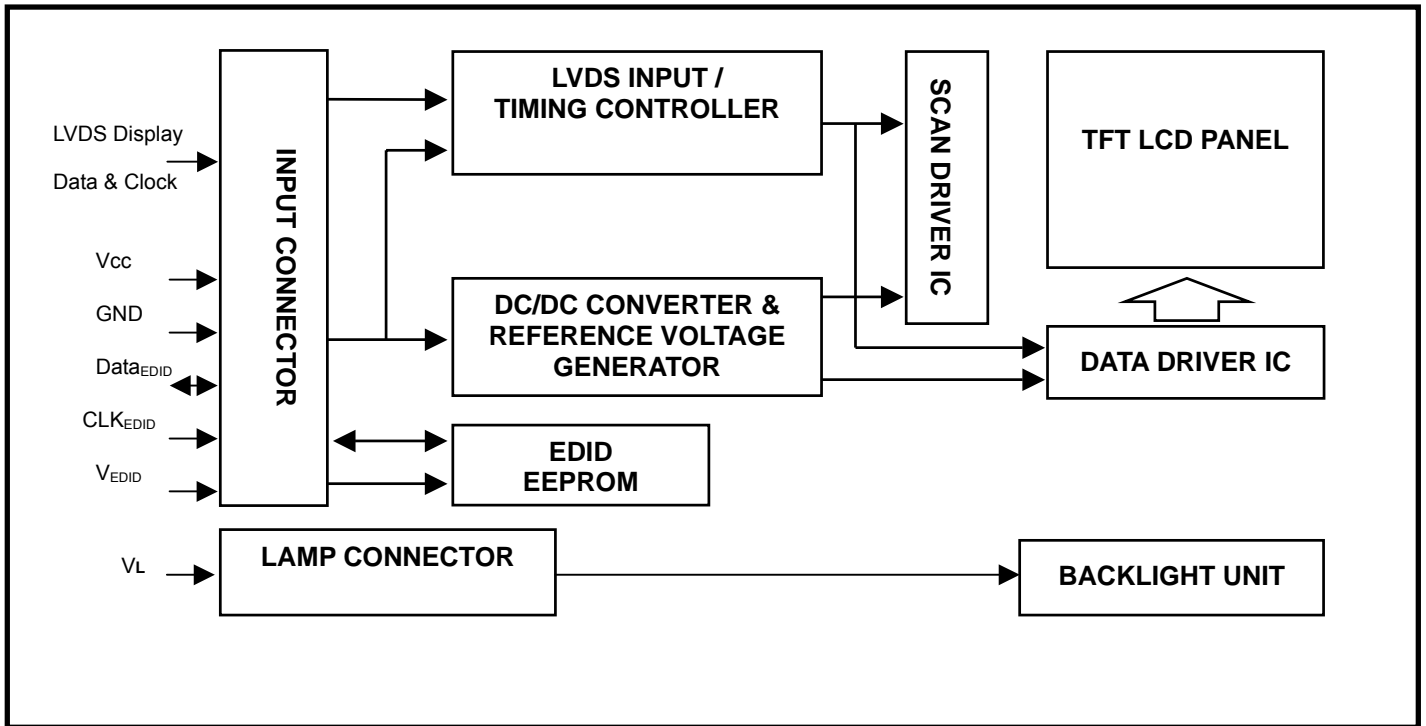 LVDS Display
Data & Clock
Vcc
GND
DataEDID
CLKEDID
VEDID
VL
INPUT CONNECTOR
LVDS INPUT /
TIMING CONTROLLER
DC/DC CONVERTER &
REFERENCE VOLTAGE
GENERATOR
EDID
EEPROM
SCAN DRIVER IC
TFT LCD PANEL
DATA DRIVER IC
LAMP CONNECTOR
BACKLIGHT UNIT